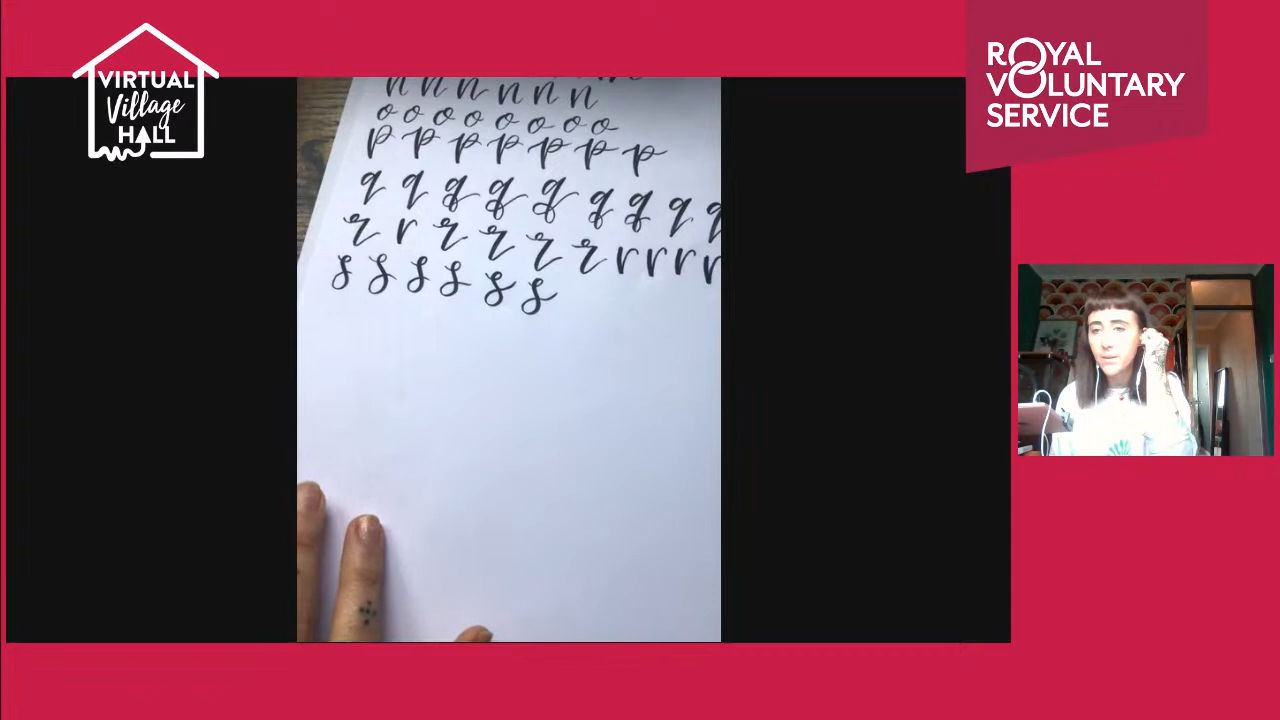 VIRTUAL
Village
HALL
ROYAL
VOLUNTARY
SERVICE
n n n n n n
o o o o o o o o
p p p p p p p
q q q q q q q q q
r r r r r r r r r r
s s s s s s